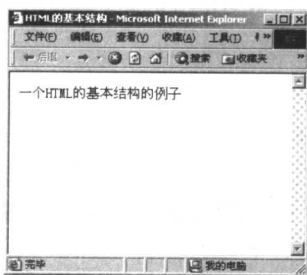 HTML的基本结构 - Microsoft Internet Explorer
文件(F) 编辑(E) 查看(V) 收藏(A) 工具(T) »
后退 搜索 收藏夹 »
一个HTML的基本结构的例子
完毕 我的电脑